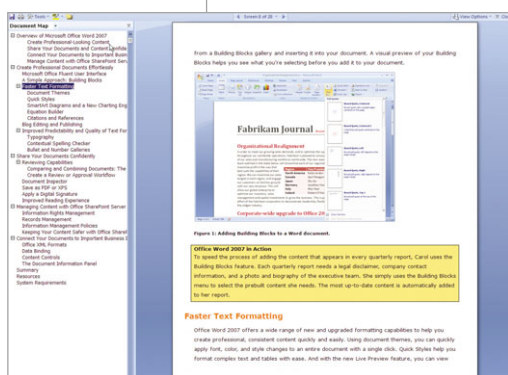 Tools
Screen 8 of 28
View Options
Document Map
Overview of Microsoft Office Word 2007
Create Professional-Looking Content
Share Your Documents and Content Confide
Connect Your Documents to Important Busin
Manage Content with Office SharePoint Serv
Create Professional Documents Effortlessly
Microsoft Office Fluent User Interface
A Simple Approach: Building Blocks
Faster Text Formatting
Document Themes
Quick Styles
SmartArt Diagrams and a New Charting Eng
Equation Builder
Citations and References
Blog Editing and Publishing
Improved Predictability and Quality of Text For
Typography
Contextual Spelling Checker
Bullet and Number Galleries
Share Your Documents Confidently
Reviewing Capabilities
Comparing and Combining Documents: The
Create a Review or Approval Workflow
Document Inspector
Save as PDF or XPS
Apply a Digital Signature
Improved Reading Experience
Managing Content with Office SharePoint Server
Information Rights Management
Records Management
Information Management Policies
Keeping Your Content Safer with Office Sharel
Connect Your Documents to Important Business I
Office XML Formats
Data Binding
Content Controls
The Document Information Panel
Summary
Resources
System Requirements
from a Building Blocks gallery and inserting it into your document. A visual preview of your Building
Blocks helps you see what you're selecting before you add it to your document.
Fabrikam Journal
Organizational Realignment
Corporate-wide upgrade to Office 20
Figure 1: Adding Building Blocks to a Word document.
Office Word 2007 in Action
To speed the process of adding the content that appears in every quarterly report, Carol uses the
Building Blocks feature. Each quarterly report needs a legal disclaimer, company contact
information, and a photo and biography of the executive team. She simply uses the Building Blocks
menu to select the prebuilt content she needs. The most up-to-date content is automatically added
to her report.
Faster Text Formatting
Office Word 2007 offers a wide range of new and upgraded formatting capabilities to help you
create professional, consistent content quickly and easily. Using document themes, you can quickly
apply font, color, and style changes to an entire document with a single click. Quick Styles help you
format complex text and tables with ease. And with the new Live Preview feature, you can view